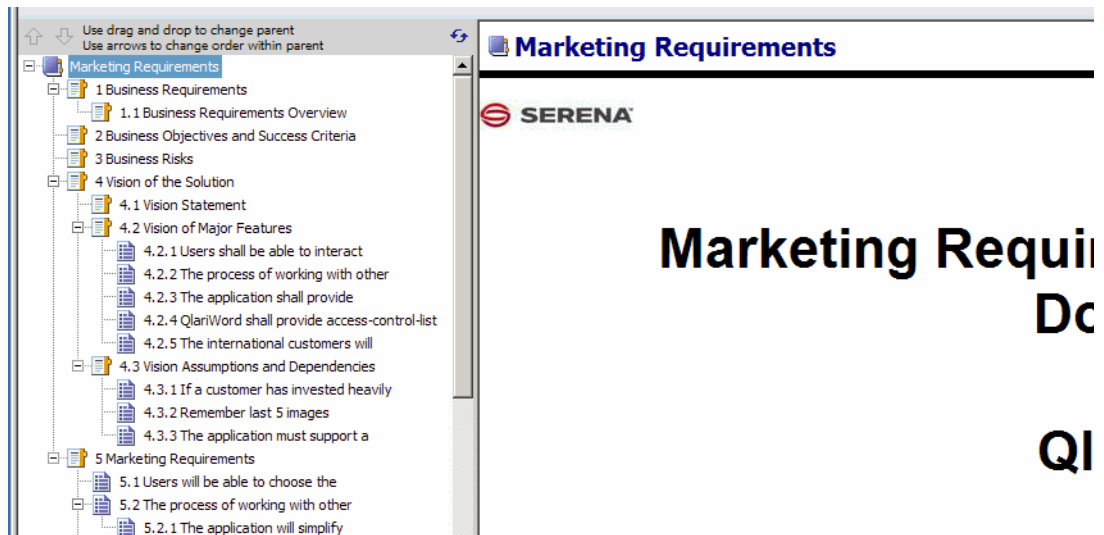 Use drag and drop to change parent
Use arrows to change order within parent
Marketing Requirements
1 Business Requirements
1.1 Business Requirements Overview
2 Business Objectives and Success Criteria
3 Business Risks
4 Vision of the Solution
4.1 Vision Statement
4.2 Vision of Major Features
4.2.1 Users shall be able to interact
4.2.2 The process of working with other
4.2.3 The application shall provide
4.2.4 QlariWord shall provide access-control-list
4.2.5 The international customers will
4.3 Vision Assumptions and Dependencies
4.3.1 If a customer has invested heavily
4.3.2 Remember last 5 images
4.3.3 The application must support a
5 Marketing Requirements
5.1 Users will be able to choose the
5.2 The process of working with other
5.2.1 The application will simplify
Marketing Requirements
SERENA
Marketing Requir
Do
Ql